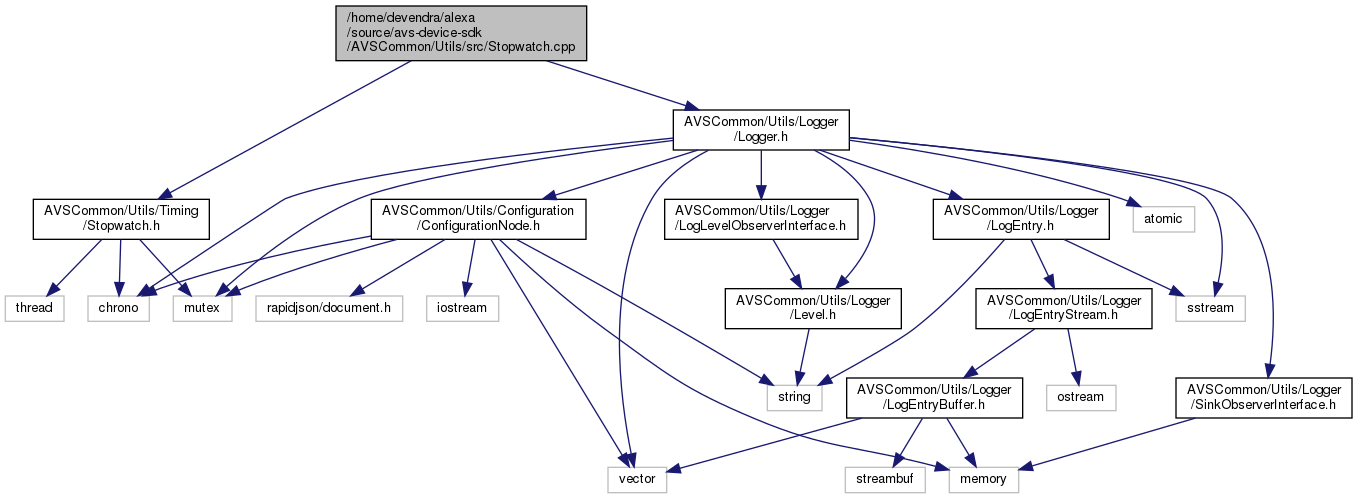 /home/devendra/alexa
/source/avs-device-sdk
/AVSCommon/Utils/src/Stopwatch.cpp
AVSCommon/Utils/Logger
/Logger.h
AVSCommon/Utils/Timing
/Stopwatch.h
AVSCommon/Utils/Configuration
/ConfigurationNode.h
AVSCommon/Utils/Logger
/LogLevelObserverInterface.h
AVSCommon/Utils/Logger
/LogEntry.h
atomic
thread
chrono
mutex
rapidjson/document.h
iostream
AVSCommon/Utils/Logger
/Level.h
AVSCommon/Utils/Logger
/LogEntryStream.h
sstream
string
AVSCommon/Utils/Logger
/LogEntryBuffer.h
ostream
AVSCommon/Utils/Logger
/SinkObserverInterface.h
vector
streambuf
memory